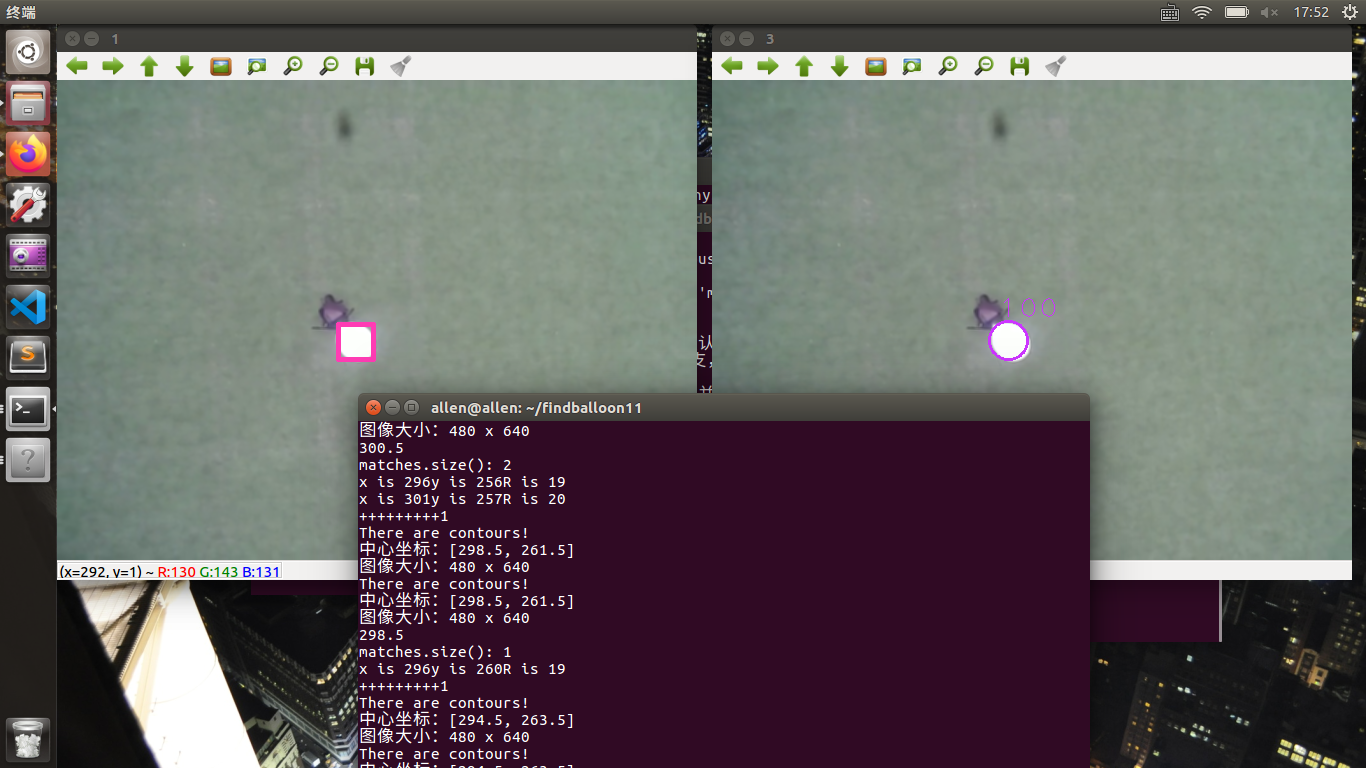 终端
17:52
1
3
100
(x=292, y=1) ~ R:130 G:143 B:131
allen@allen: ~/findballoon11
图像大小: 480 x 640
300.5
matches.size(): 2
x is 296y is 256R is 19
x is 301y is 257R is 20
+++++++++1
There are contours!
中心坐标: [298.5, 261.5]
图像大小: 480 x 640
There are contours!
中心坐标: [298.5, 261.5]
图像大小: 480 x 640
298.5
matches.size(): 1
x is 296y is 260R is 19
+++++++++1
There are contours!
中心坐标: [294.5, 263.5]
图像大小: 480 x 640
There are contours!